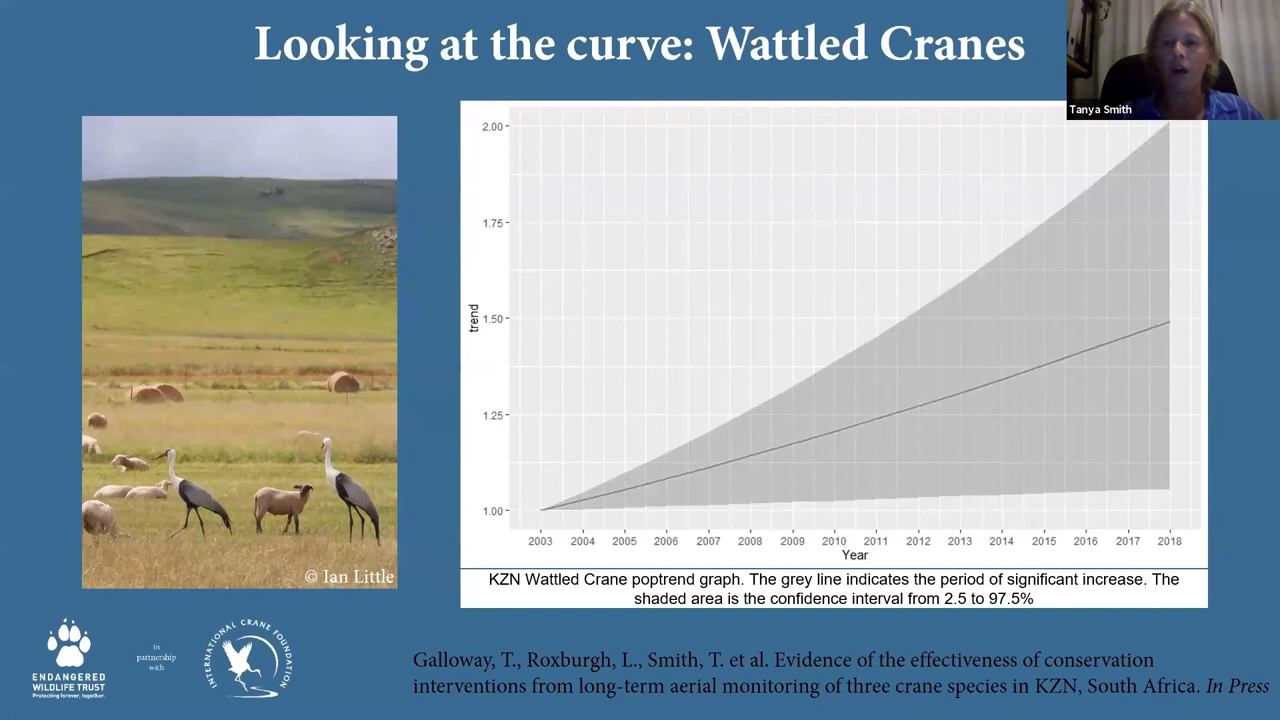 Looking at the curve: Wattled Cranes
Tanya Smith
2.00
1.75
1.50
1.25
1.00
trend
2003 2004 2005 2006 2007 2008 2009 2010 2011 2012 2013 2014 2015 2016 2017 2018
Year
KZN Wattled Crane poptrend graph. The grey line indicates the period of significant increase. The
shaded area is the confidence interval from 2.5 to 97.5%
© Ian Little
ENDANGERED
WILDLIFE TRUST
Protecting forever, together.
In
partnership
with
INTERNATIONAL CRANE FOUNDATION
Galloway, T., Roxburgh, L., Smith, T. et al. Evidence of the effectiveness of conservation
interventions from long-term aerial monitoring of three crane species in KZN, South Africa. In Press